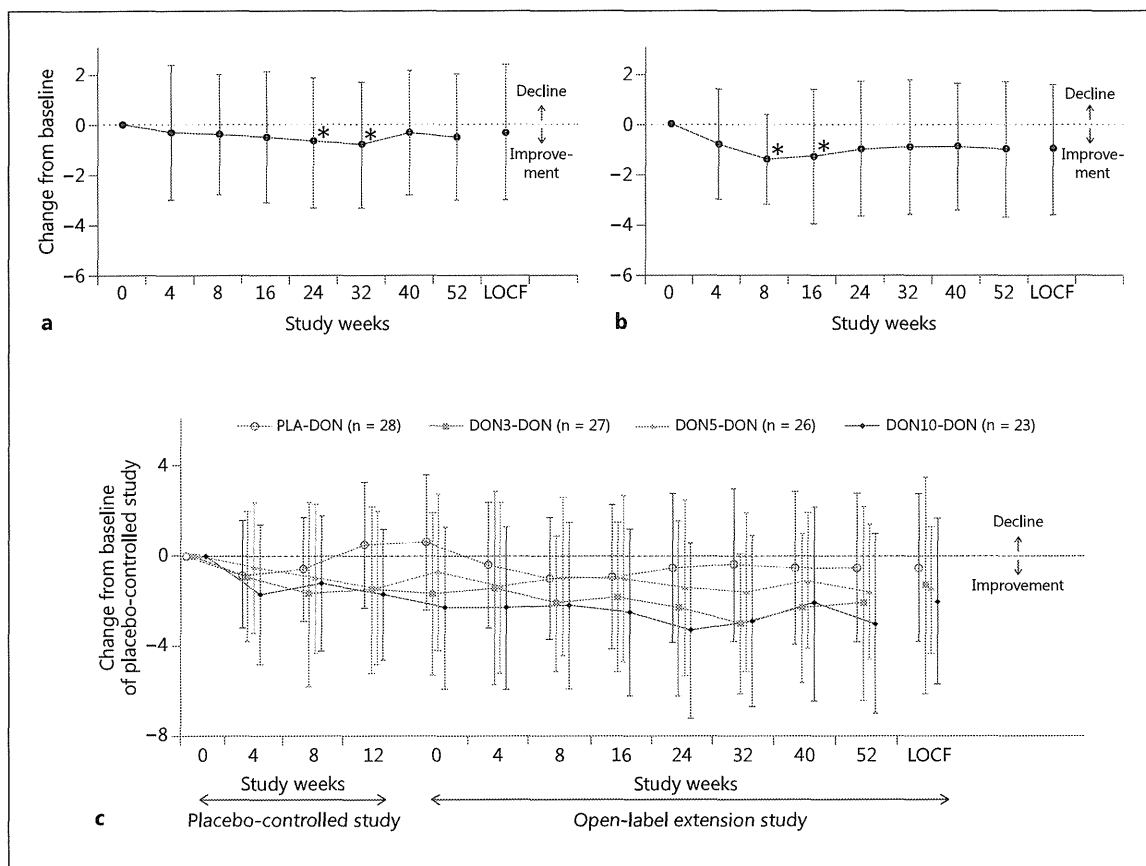 2
0
−2
−4
−6
Change from baseline
Decline
Improve-
ment
* *
0 4 8 16 24 32 40 52 LOCF
a
Study weeks
2
0
−2
−4
−6
Decline
Improve-
ment
* *
0 4 8 16 24 32 40 52 LOCF
b
Study weeks
PLA-DON (n = 28) DON3-DON (n = 27) DON5-DON (n = 26) DON10-DON (n = 23)
4
0
−4
−8
Change from baseline
of placebo-controlled study
Decline
Improvement
0 4 8 12 0 4 8 16 24 32 40 52 LOCF
Study weeks Study weeks
c
Placebo-controlled study Open-label extension study